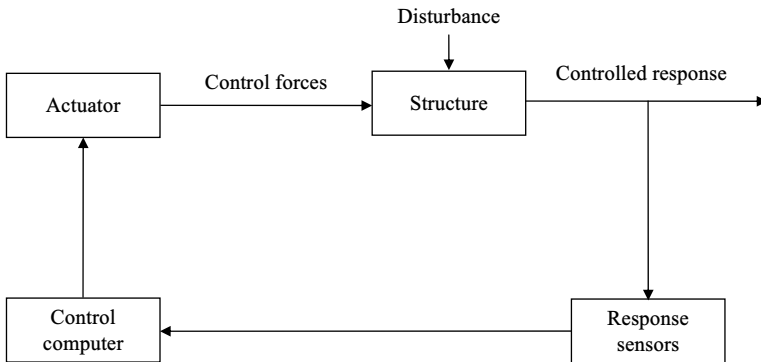 Disturbance
Control forces
Controlled response
Actuator
Structure
Control
computer
Response
sensors